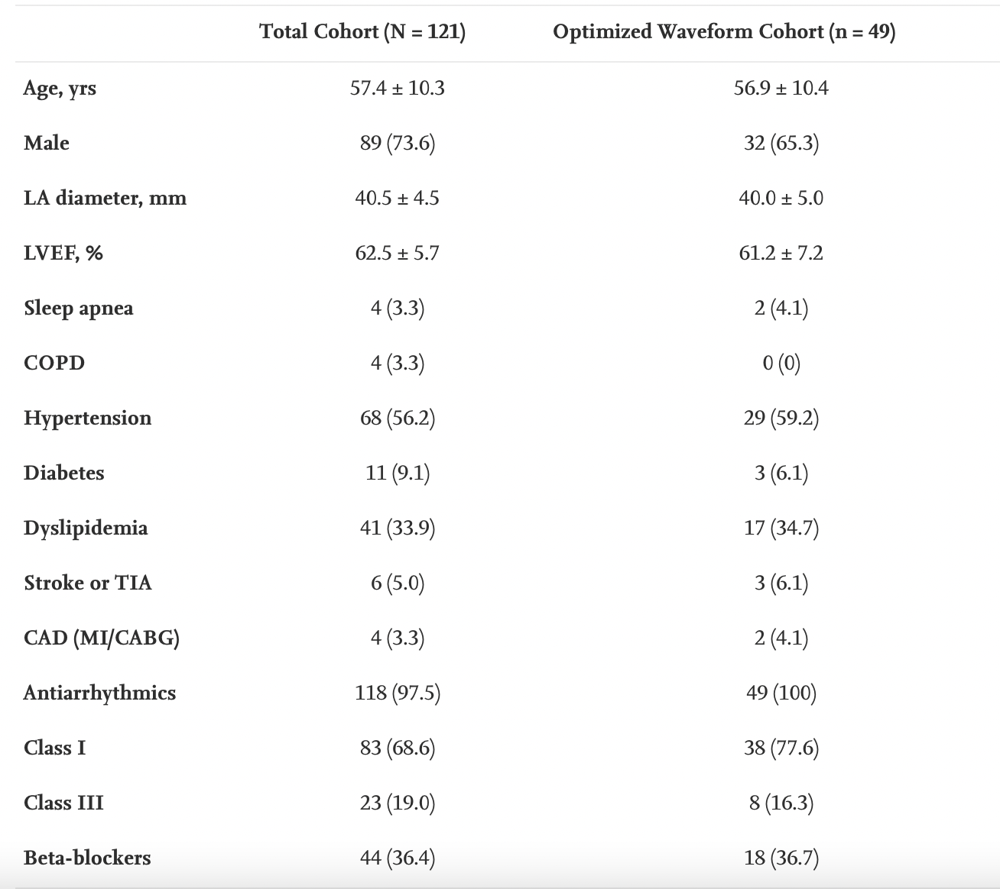 Total Cohort (N = 121) Optimized Waveform Cohort (n = 49)
Age, yrs 57.4 ± 10.3 56.9 ± 10.4
Male 89 (73.6) 32 (65.3)
LA diameter, mm 40.5 ± 4.5 40.0 ± 5.0
LVEF, % 62.5 ± 5.7 61.2 ± 7.2
Sleep apnea 4 (3.3) 2 (4.1)
COPD 4 (3.3) 0 (0)
Hypertension 68 (56.2) 29 (59.2)
Diabetes 11 (9.1) 3 (6.1)
Dyslipidemia 41 (33.9) 17 (34.7)
Stroke or TIA 6 (5.0) 3 (6.1)
CAD (MI/CABG) 4 (3.3) 2 (4.1)
Antiarrhythmics 118 (97.5) 49 (100)
Class I 83 (68.6) 38 (77.6)
Class III 23 (19.0) 8 (16.3)
Beta-blockers 44 (36.4) 18 (36.7)